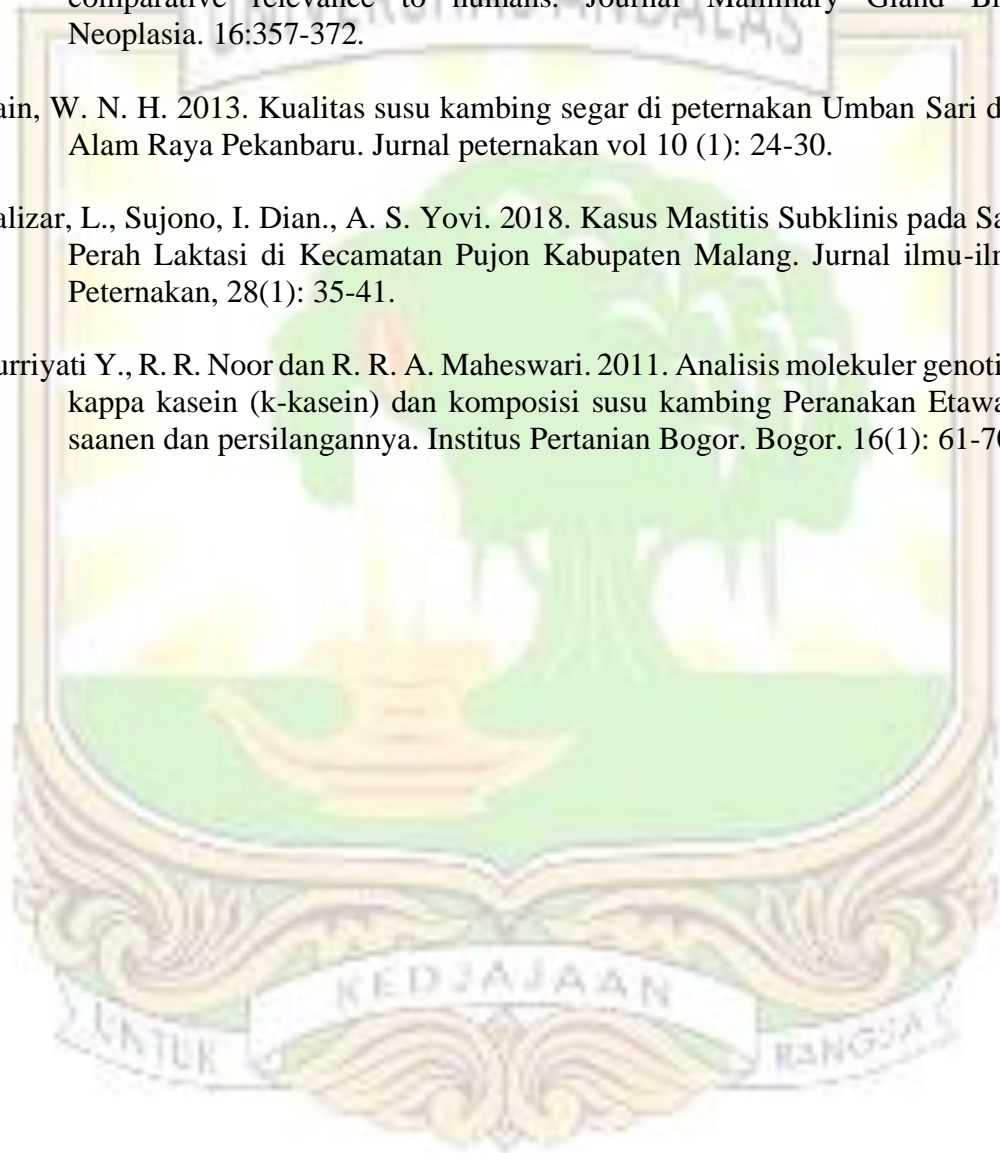 comparative relevance to humans. Journal Mammary Gland
Neoplasia. 16:357-372.
ain, W. N. H. 2013. Kualitas susu kambing segar di peternakan Umban Sari d
Alam Raya Pekanbaru. Jurnal peternakan vol 10 (1): 24-30.
alizar, L., Sujono, I. Dian., A. S. Yovi. 2018. Kasus Mastitis Subklinis pada Sa
Perah Laktasi di Kecamatan Pujon Kabupaten Malang. Jurnal ilmu-iln
Peternakan, 28(1): 35-41.
urriyati Y., R. R. Noor dan R. R. A. Maheswari. 2011. Analisis molekuler genoti
kappa kasein (k-kasein) dan komposisi susu kambing Peranakan Etawa
saanen dan persilangannya. Institus Pertanian Bogor. Bogor. 16(1): 61-70
UNTUK KEDJAJAAN BANGSA